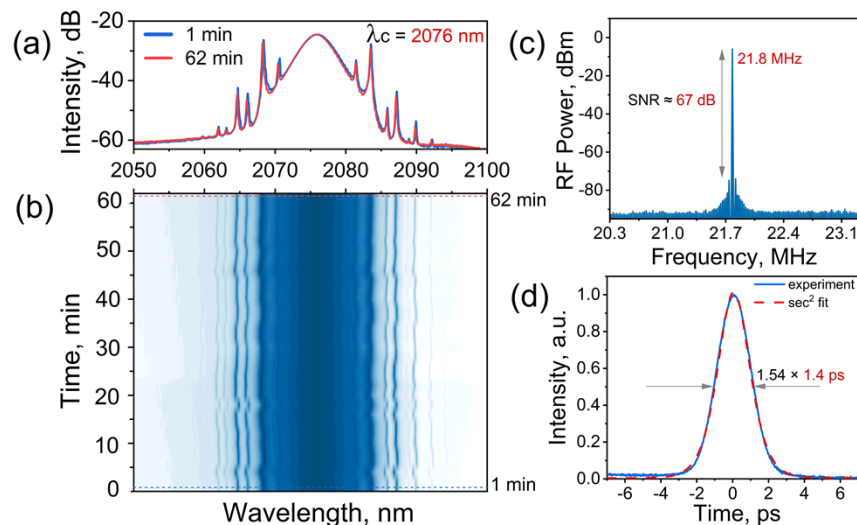 (a)
Intensity, dB
-20
-40
-60
1 min
62 min
λc = 2076 nm
2050 2060 2070 2080 2090 2100
(b)
Time, min
60
50
40
30
20
10
0
62 min
1 min
Wavelength, nm
(c)
RF Power, dBm
0
-20
-40
-60
-80
21.8 MHz
SNR ≈ 67 dB
20.3 21.0 21.7 22.4 23.1
Frequency, MHz
(d)
Intensity, a.u.
1.0
0.8
0.6
0.4
0.2
0.0
experiment
sec² fit
1.54 × 1.4 ps
-6 -4 -2 0 2 4 6
Time, ps